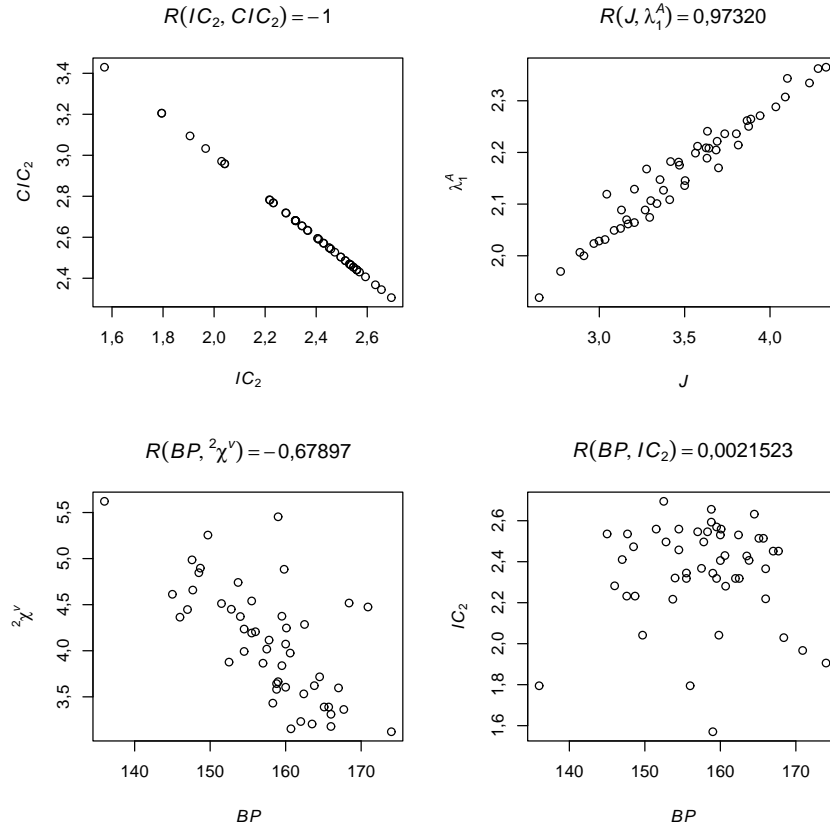 R(IC₂, CIC₂) = −1
3,4
3,2
3,0
2,8
2,6
2,4
CIC₂
1,6 1,8 2,0 2,2 2,4 2,6
IC₂
R(J, λ₁ᴬ) = 0,97320
2,3
2,2
2,1
2,0
λ₁ᴬ
3,0 3,5 4,0
J
R(BP, ²χᵛ) = −0,67897
5,5
5,0
4,5
4,0
3,5
²χᵛ
140 150 160 170
BP
R(BP, IC₂) = 0,0021523
2,6
2,4
2,2
2,0
1,8
1,6
IC₂
140 150 160 170
BP